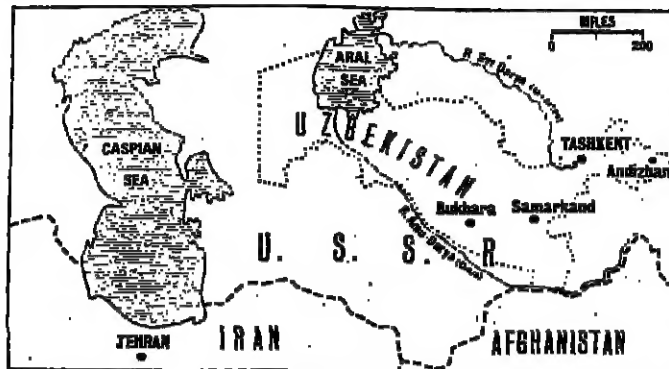 MILES
0 200
ARAL
SEA
R. Syr Darya
UZBEKISTAN
CASPIAN
SEA
TASHKENT
Andizhan
Bukhara
Samarkand
R. Amu Darya (Oxus)
U. S. S. R
TEHRAN
IRAN
AFGHANISTAN